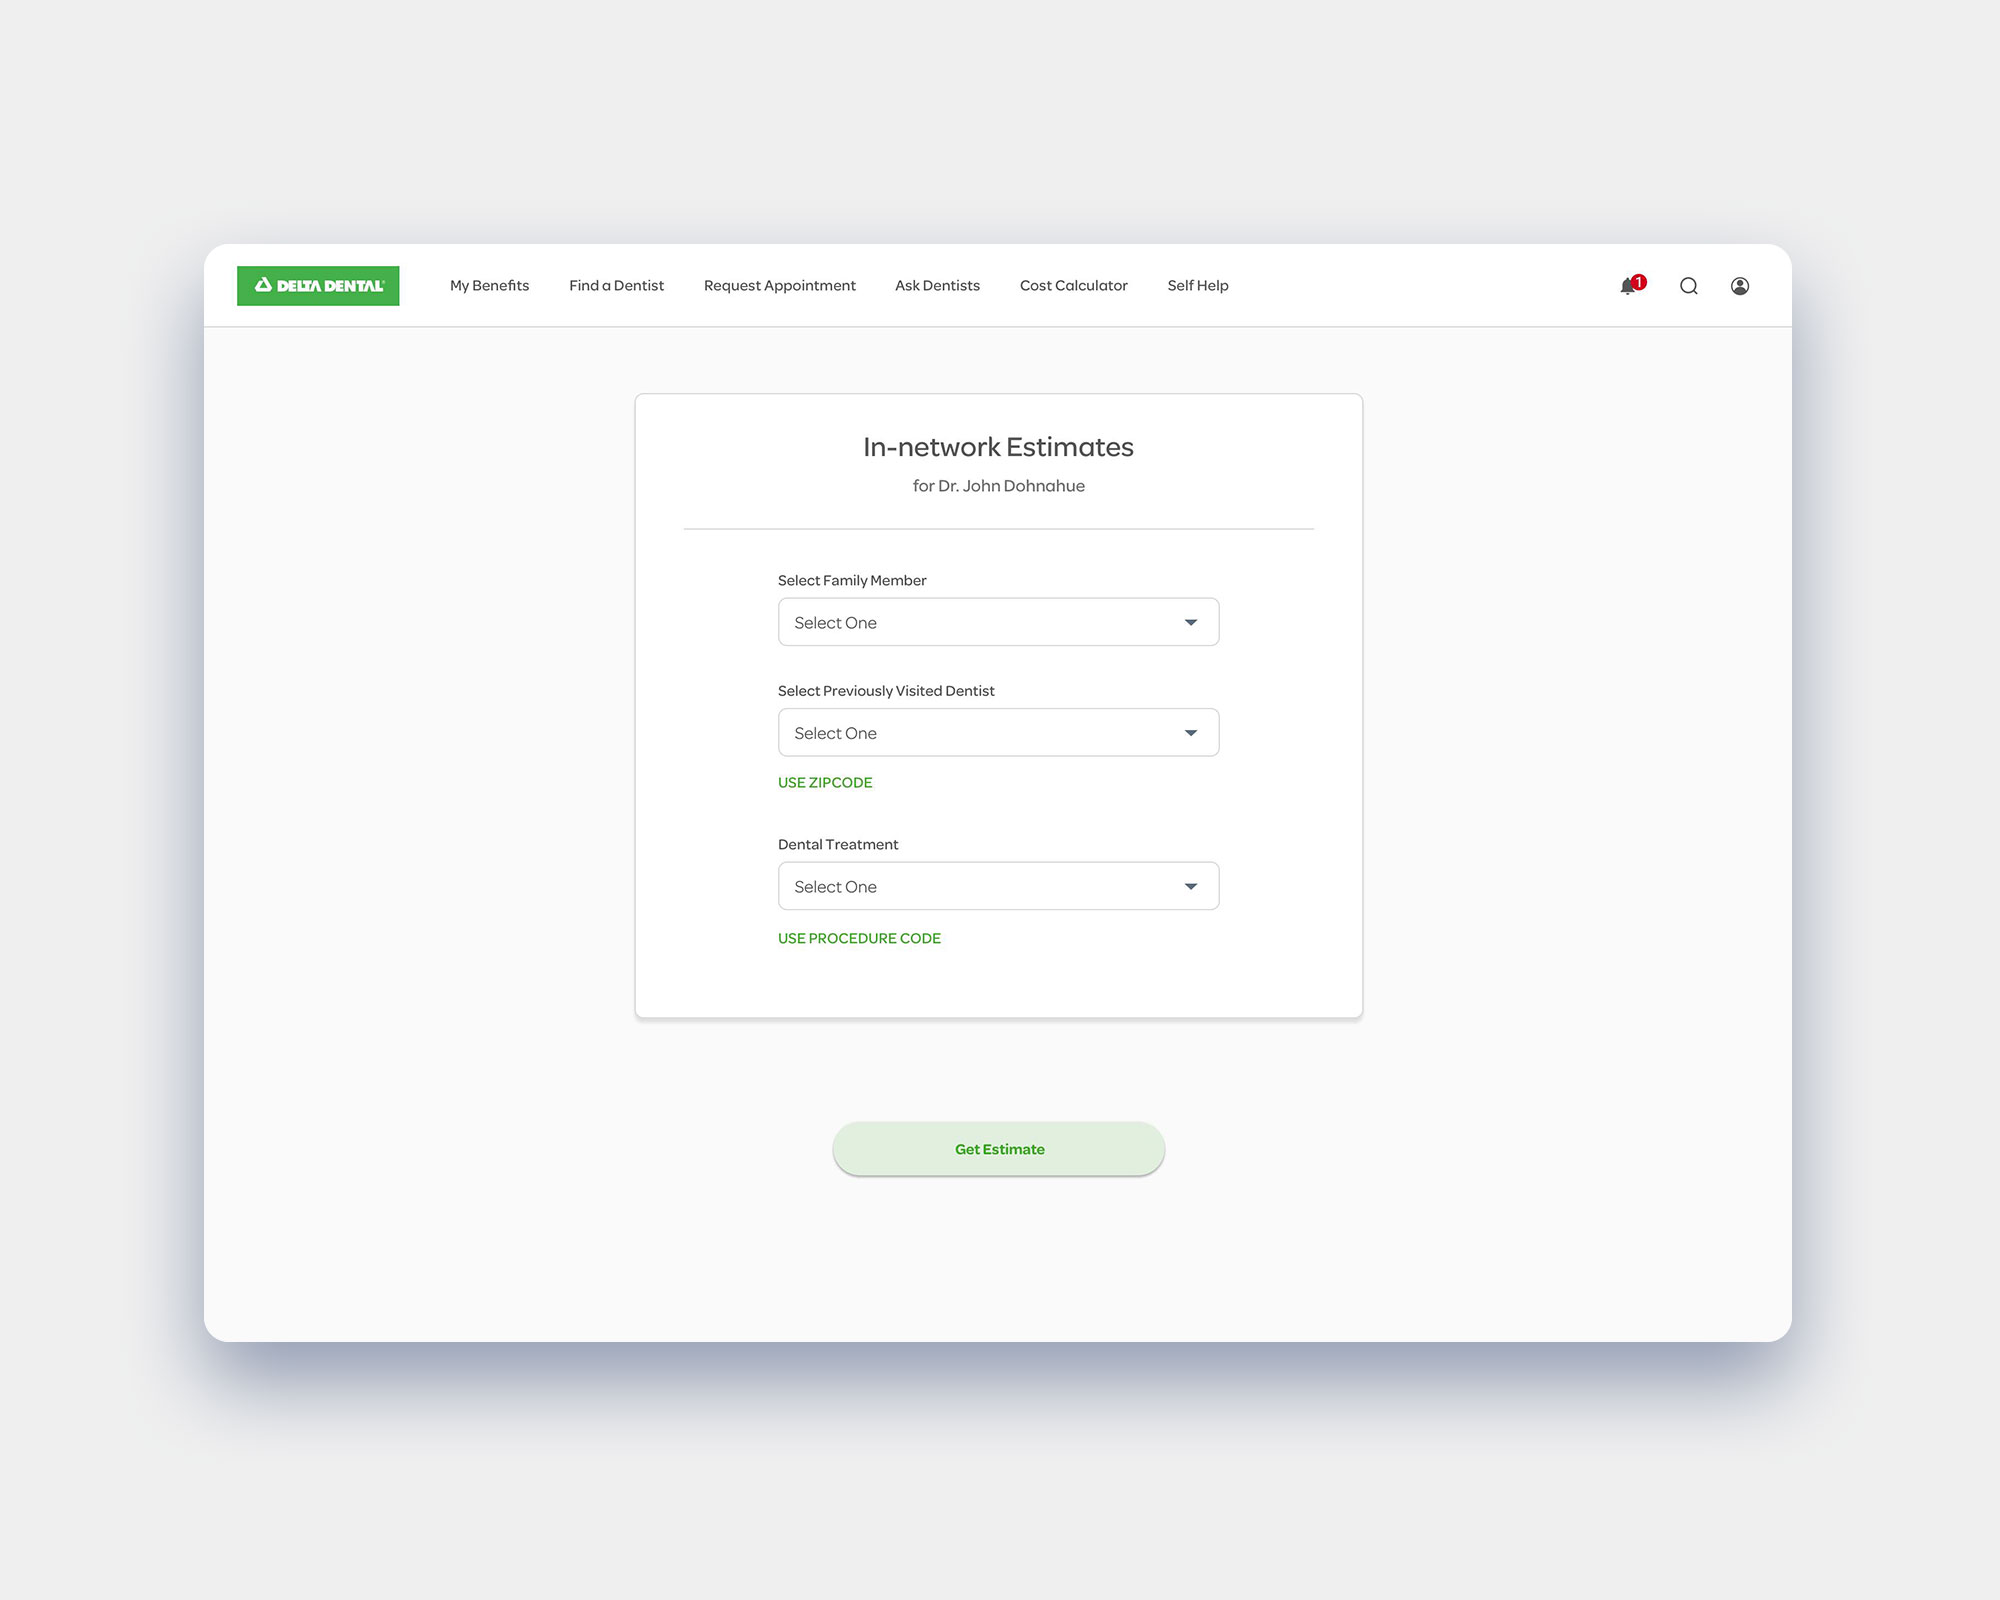 DELTA DENTAL
My Benefits
Find a Dentist
Request Appointment
Ask Dentists
Cost Calculator
Self Help
1
In-network Estimates
for Dr. John Dohnahue
Select Family Member
Select One
Select Previously Visited Dentist
Select One
USE ZIPCODE
Dental Treatment
Select One
USE PROCEDURE CODE
Get Estimate